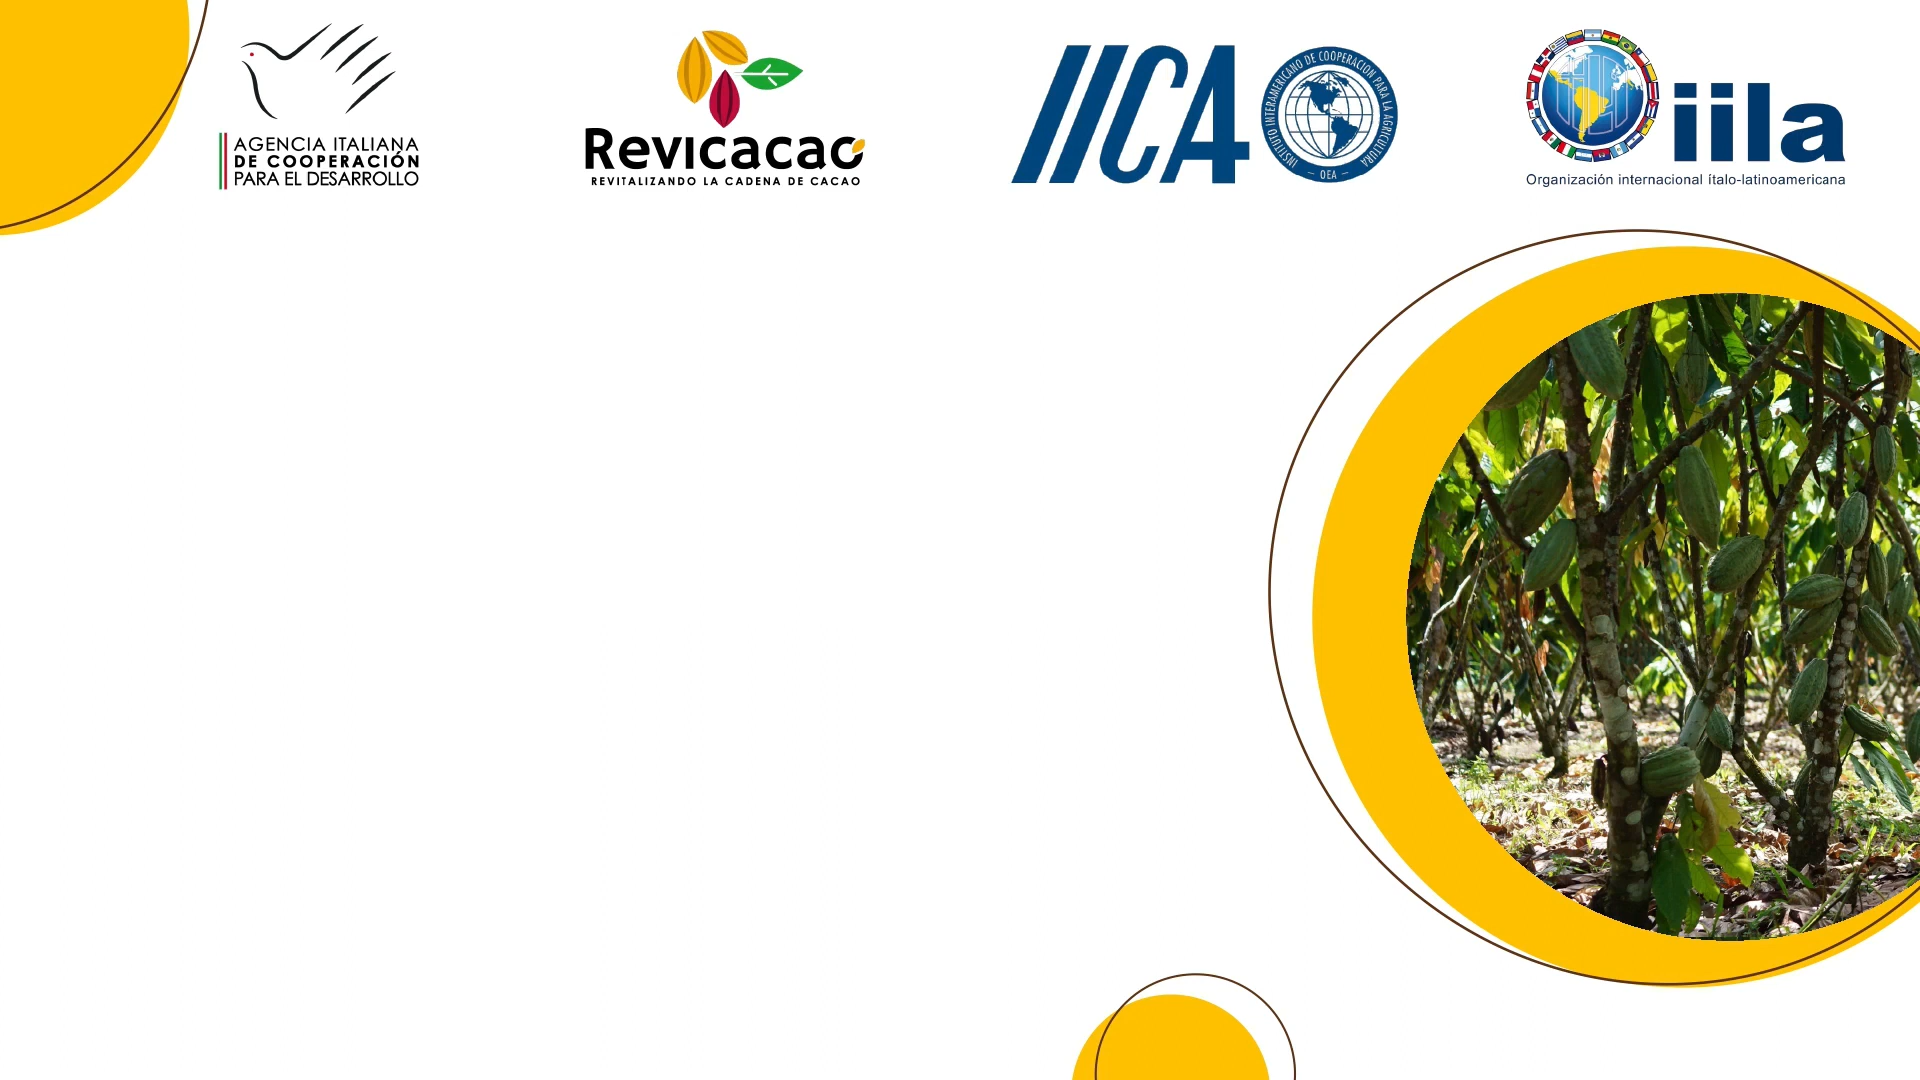 AGENCIA ITALIANA
DE COOPERACIÓN
PARA EL DESARROLLO
Revicacao
REVITALIZANDO LA CADENA DE CACAO
IICA
INSTITUTO INTERAMERICANO DE COOPERACION PARA LA AGRICULTURA
— OEA —
iila
Organización internacional ítalo-latinoamericana